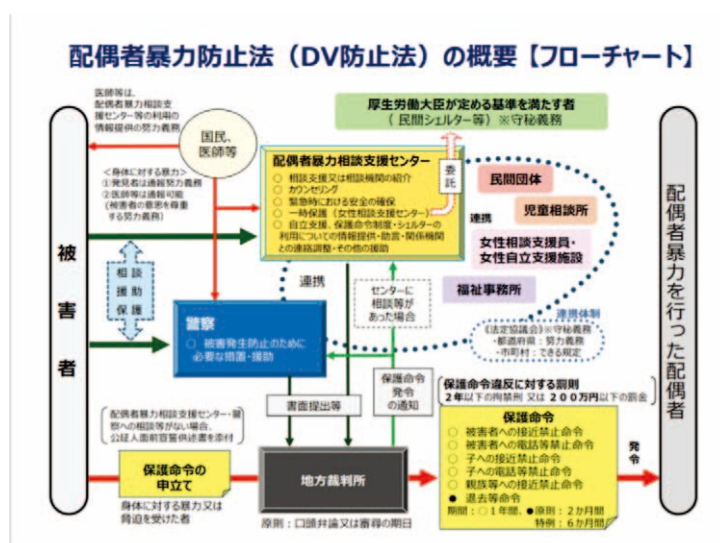 配偶者暴力防止法(DV防止法)の概要【フローチャート】
医師等は、
配偶者暴力相談支
援センター等の利用の
情報提供の努力義務
国民、
医師等
厚生労働大臣が定める基準を満たす者
(民間シェルター等)※守秘義務
<身体に対する暴力>
①発見者は通報努力義務
②医師等は通報可能
(被害者の意思を尊重
する努力義務)
配偶者暴力相談支援センター
○ 相談支援又は相談機関の紹介
○ カウンセリング
○ 緊急時における安全の確保
○ 一時保護(女性相談支援センター)
○ 自立支援、保護命令制度・シェルターの
利用についての情報提供・助言・関係機関
との連絡調整・その他の援助
委託
民間団体
連携
児童相談所
女性相談支援員・
女性自立支援施設
福祉事務所
連携体制
《法定協議会》※守秘義務
・都道府県:努力義務
・市町村:できる規定
被害者
相談
援助
保護
連携
センターに
相談等が
あった場合
警察
○ 被害発生防止のために
必要な措置・援助
書面提出等
保護命令
発令
の通知
配偶者暴力相談支援センター・警
察への相談等がない場合、
公証人面前宣誓供述書を添付
保護命令の
申立て
身体に対する暴力又は
脅迫を受けた者
地方裁判所
原則:口頭弁論又は審尋の期日
保護命令違反に対する罰則
2年以下の拘禁刑 又は 200万円以下の罰金
保護命令
○ 被害者への接近禁止命令
○ 被害者への電話等禁止命令
○ 子への接近禁止命令
○ 子への電話等禁止命令
○ 親族等への接近禁止命令
● 退去等命令
期間:○1年間、●原則:2か月間
特例:6か月間
発令
配偶者暴力を行った配偶者